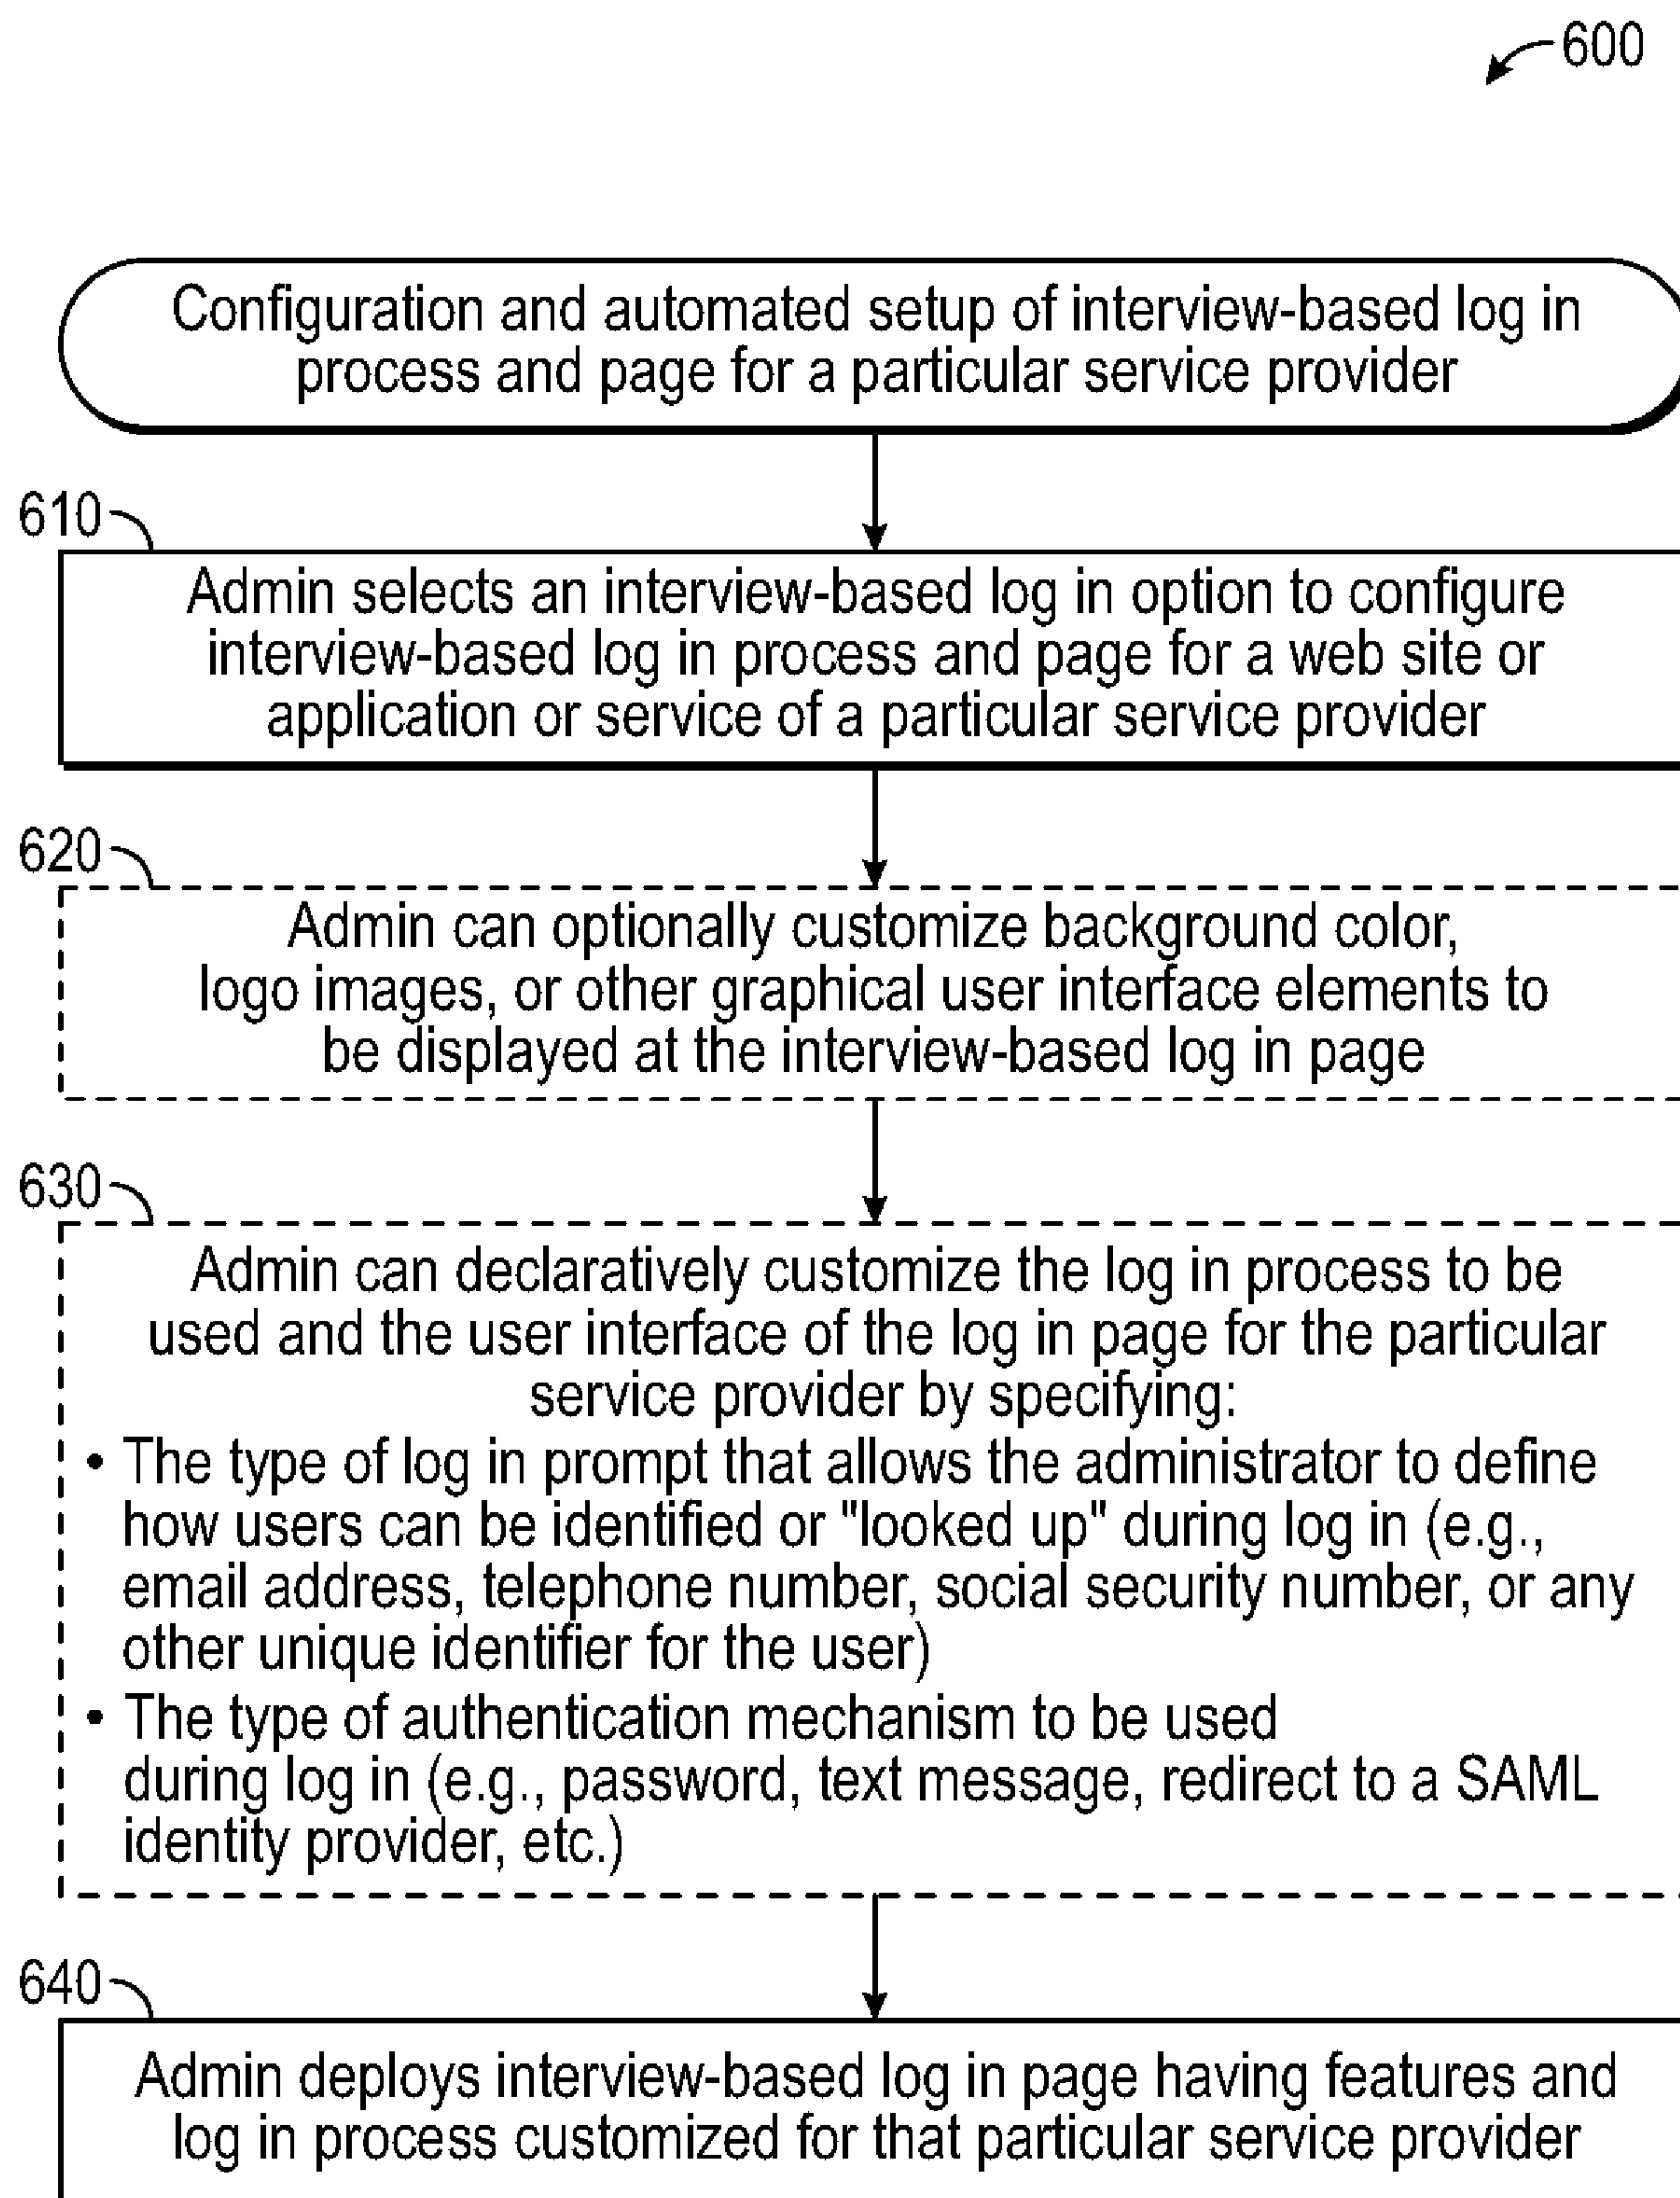 600
Configuration and automated setup of interview-based log in
process and page for a particular service provider
610
Admin selects an interview-based log in option to configure
interview-based log in process and page for a web site or
application or service of a particular service provider
620
Admin can optionally customize background color,
logo images, or other graphical user interface elements to
be displayed at the interview-based log in page
630
Admin can declaratively customize the log in process to be
used and the user interface of the log in page for the particular
service provider by specifying:
• The type of log in prompt that allows the administrator to define
how users can be identified or "looked up" during log in (e.g.,
email address, telephone number, social security number, or any
other unique identifier for the user)
• The type of authentication mechanism to be used
during log in (e.g., password, text message, redirect to a SAML
identity provider, etc.)
640
Admin deploys interview-based log in page having features and
log in process customized for that particular service provider